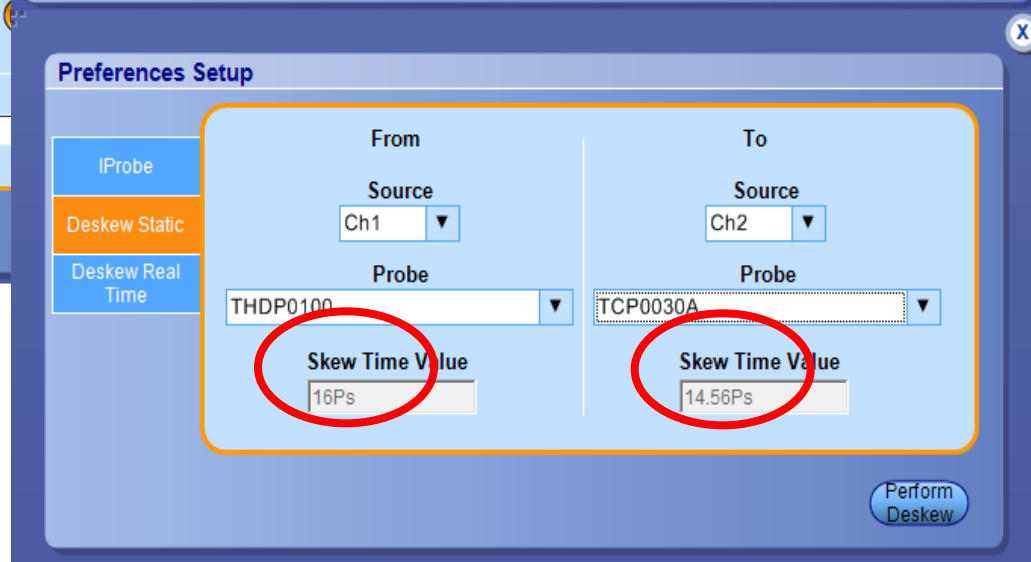 X
Preferences Setup
IProbe
Deskew Static
Deskew Real
Time
From
Source
Ch1
Probe
THDP0100
Skew Time Value
16Ps
To
Source
Ch2
Probe
TCP0030A
Skew Time Value
14.56Ps
Perform
Deskew